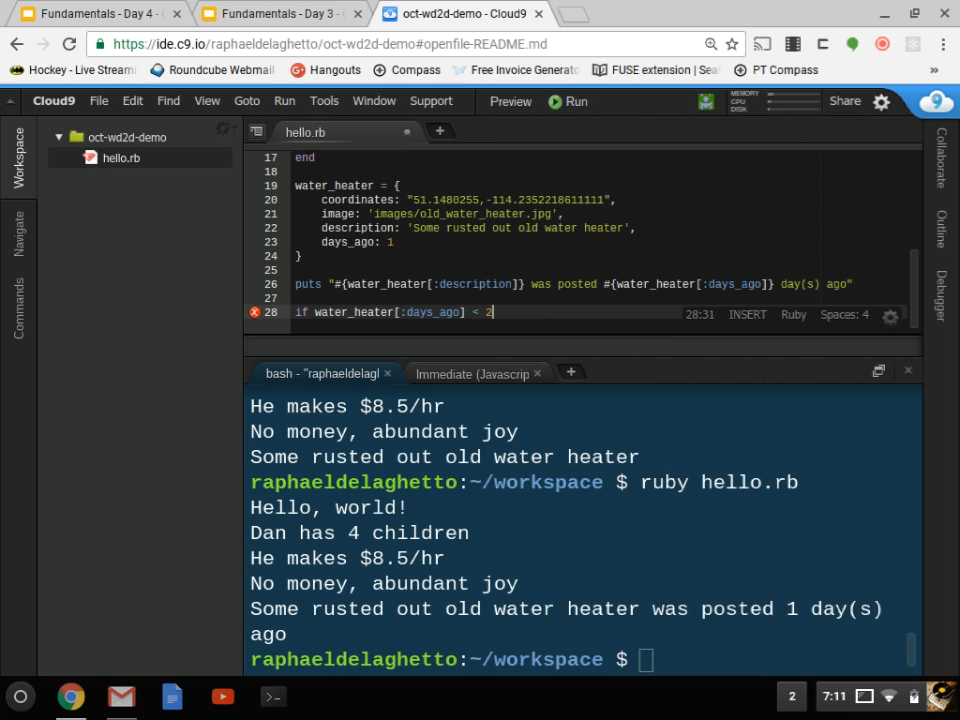 Fundamentals - Day 4 -
Fundamentals - Day 3 -
oct-wd2d-demo - Cloud9
https://ide.c9.io/raphaeldelaghetto/oct-wd2d-demo#openfile-README.md
Hockey - Live Streami
Roundcube Webmail
Hangouts
Compass
Free Invoice Generato
FUSE extension | Seat
PT Compass
»
Cloud9 File Edit Find View Goto Run Tools Window Support Preview Run
MEMORY
CPU
DISK
Share
Workspace
Navigate
Commands
oct-wd2d-demo
hello.rb
hello.rb
17 end
18
19 water_heater = {
20 coordinates: "51.1480255,-114.2352218611111",
21 image: 'images/old_water_heater.jpg',
22 description: 'Some rusted out old water heater',
23 days_ago: 1
24 }
25
26 puts "#{water_heater[:description]} was posted #{water_heater[:days_ago]} day(s) ago"
27
28 if water_heater[:days_ago] < 2
28:31 INSERT Ruby Spaces: 4
Collaborate
Outline
Debugger
bash - "raphaeldelagl
Immediate (Javascrip
He makes $8.5/hr
No money, abundant joy
Some rusted out old water heater
raphaeldelaghetto:~/workspace $ ruby hello.rb
Hello, world!
Dan has 4 children
He makes $8.5/hr
No money, abundant joy
Some rusted out old water heater was posted 1 day(s)
ago
raphaeldelaghetto:~/workspace $
2
7:11